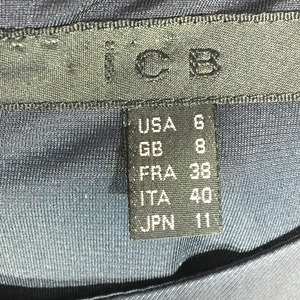 iCB
USA 6
GB 8
FRA 38
ITA 40
JPN 11